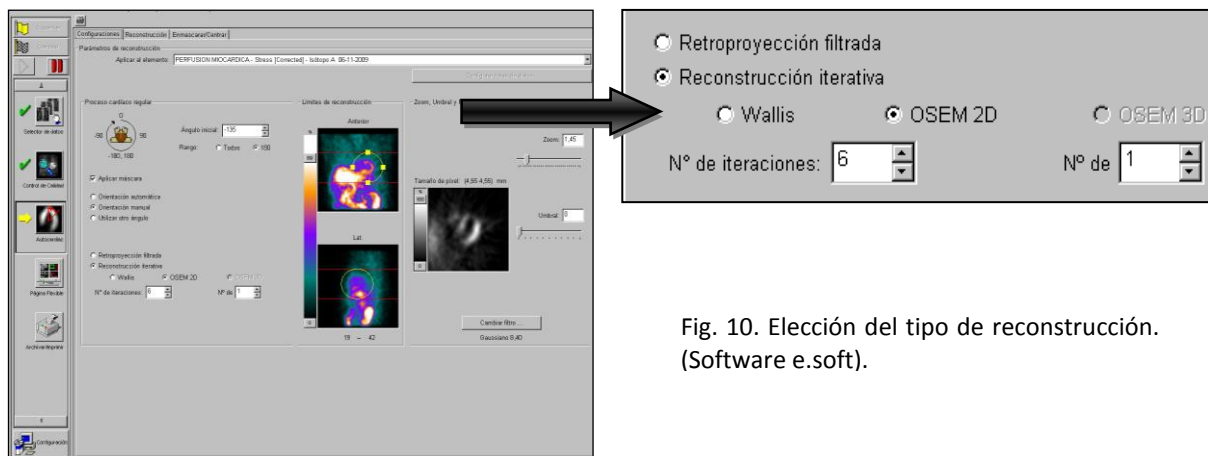 Configuraciones Reconstrucción Enmascarar/Centrar
Parámetros de reconstrucción
Aplicar al elemento: PERFUSION MIOCARDICA - Stress [Corrected] - Isótopo A 06-11-2009
Proceso cardíaco regular
0
-90 90
-180, 180
Ángulo inicial: -135
Rango: Todos 180
Aplicar máscara
Orientación automática
Orientación manual
Utilizar otro ángulo
Retroproyección filtrada
Reconstrucción iterativa
Wallis OSEM 2D OSEM 3D
N° de iteraciones: 6 Nº de 1
Límites de reconstrucción
Anterior
Lat
19 - 42
Zoom, Umbral y
Zoom: 1,45
Tamaño de píxel: (4,55 4,55) mm
Umbral: 0
Cambiar filtro ...
Gaussiano 8,40
Selector de datos
Control de Calidad
Autocardiac
Página Flexible
Archivar/Imprimir
Configuración
Retroproyección filtrada
Reconstrucción iterativa
Wallis OSEM 2D OSEM 3D
N° de iteraciones: 6 Nº de 1
Fig. 10. Elección del tipo de reconstrucción.
(Software e.soft).